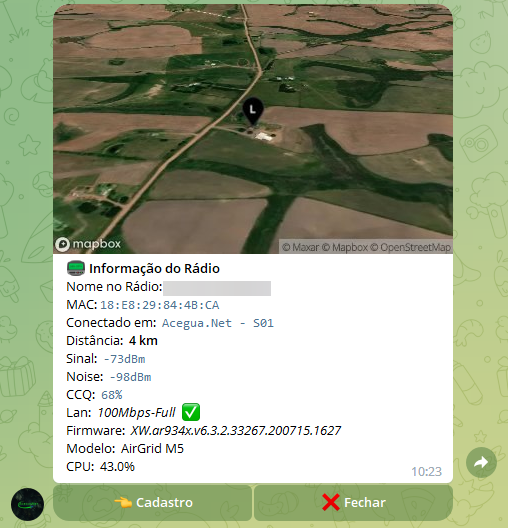 L
mapbox
© Maxar © Mapbox © OpenStreetMap
Informação do Rádio
Nome no Rádio:
MAC: 18:E8:29:84:4B:CA
Conectado em: Acegua.Net - S01
Distância: 4 km
Sinal: -73dBm
Noise: -98dBm
CCQ: 68%
Lan: 100Mbps-Full
Firmware: XW.ar934x.v6.3.2.33267.200715.1627
Modelo: AirGrid M5
CPU: 43.0%
10:23
Cadastro
Fechar